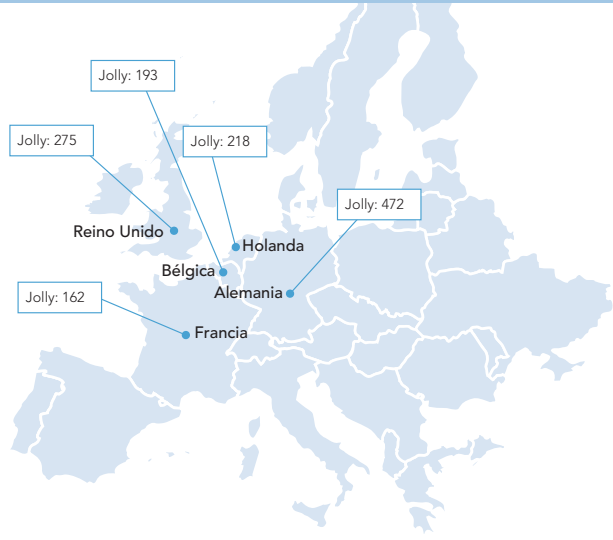 Jolly: 193
Jolly: 275
Jolly: 218
Jolly: 472
Reino Unido
Holanda
Bélgica
Alemania
Jolly: 162
Francia